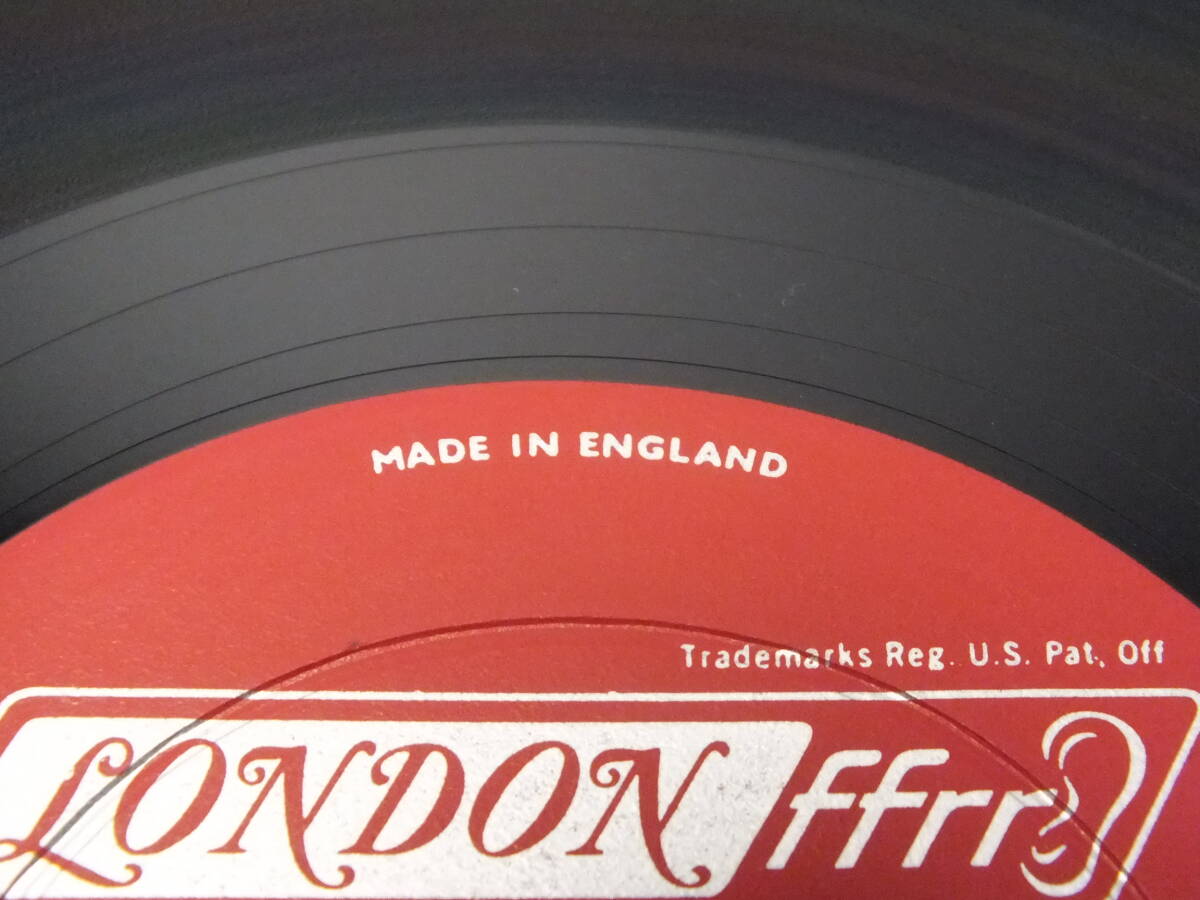 MADE IN ENGLAND
Trademarks Reg. U.S. Pat. Off
LONDON ffrr